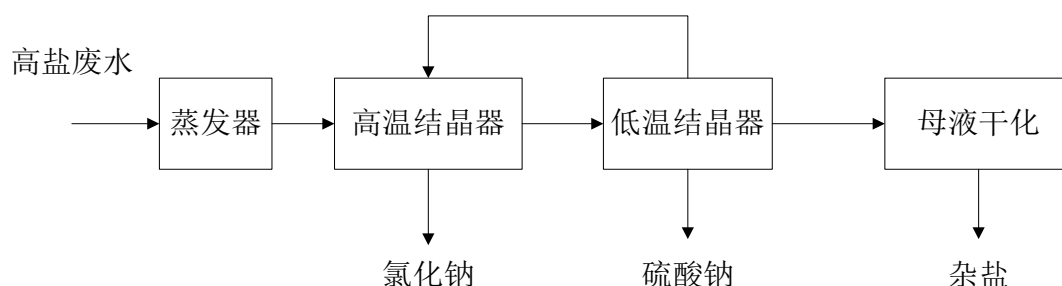 高盐废水
蒸发器
高温结晶器
低温结晶器
母液干化
氯化钠
硫酸钠
杂盐